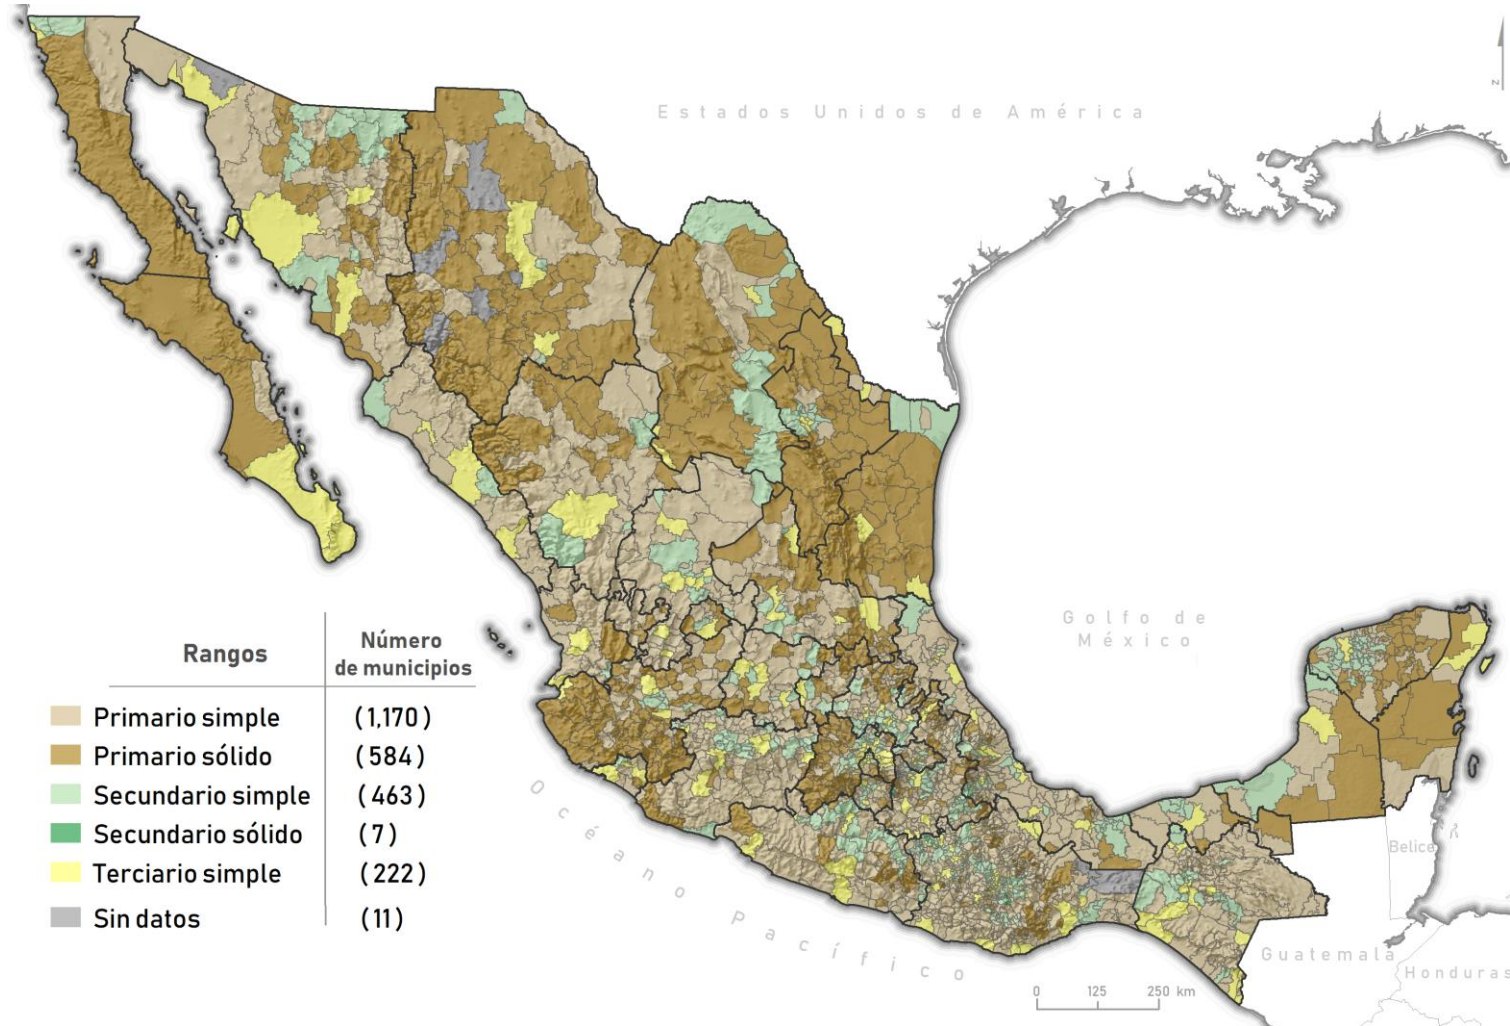 Estados Unidos de América
N
Golfo de
México
Rangos
Número
de municipios
Primario simple
(1,170)
Primario sólido
(584)
Secundario simple
(463)
Secundario sólido
(7)
Terciario simple
(222)
Sin datos
(11)
Océano Pacífico
Belice
Guatemala
Honduras
0 125 250 km